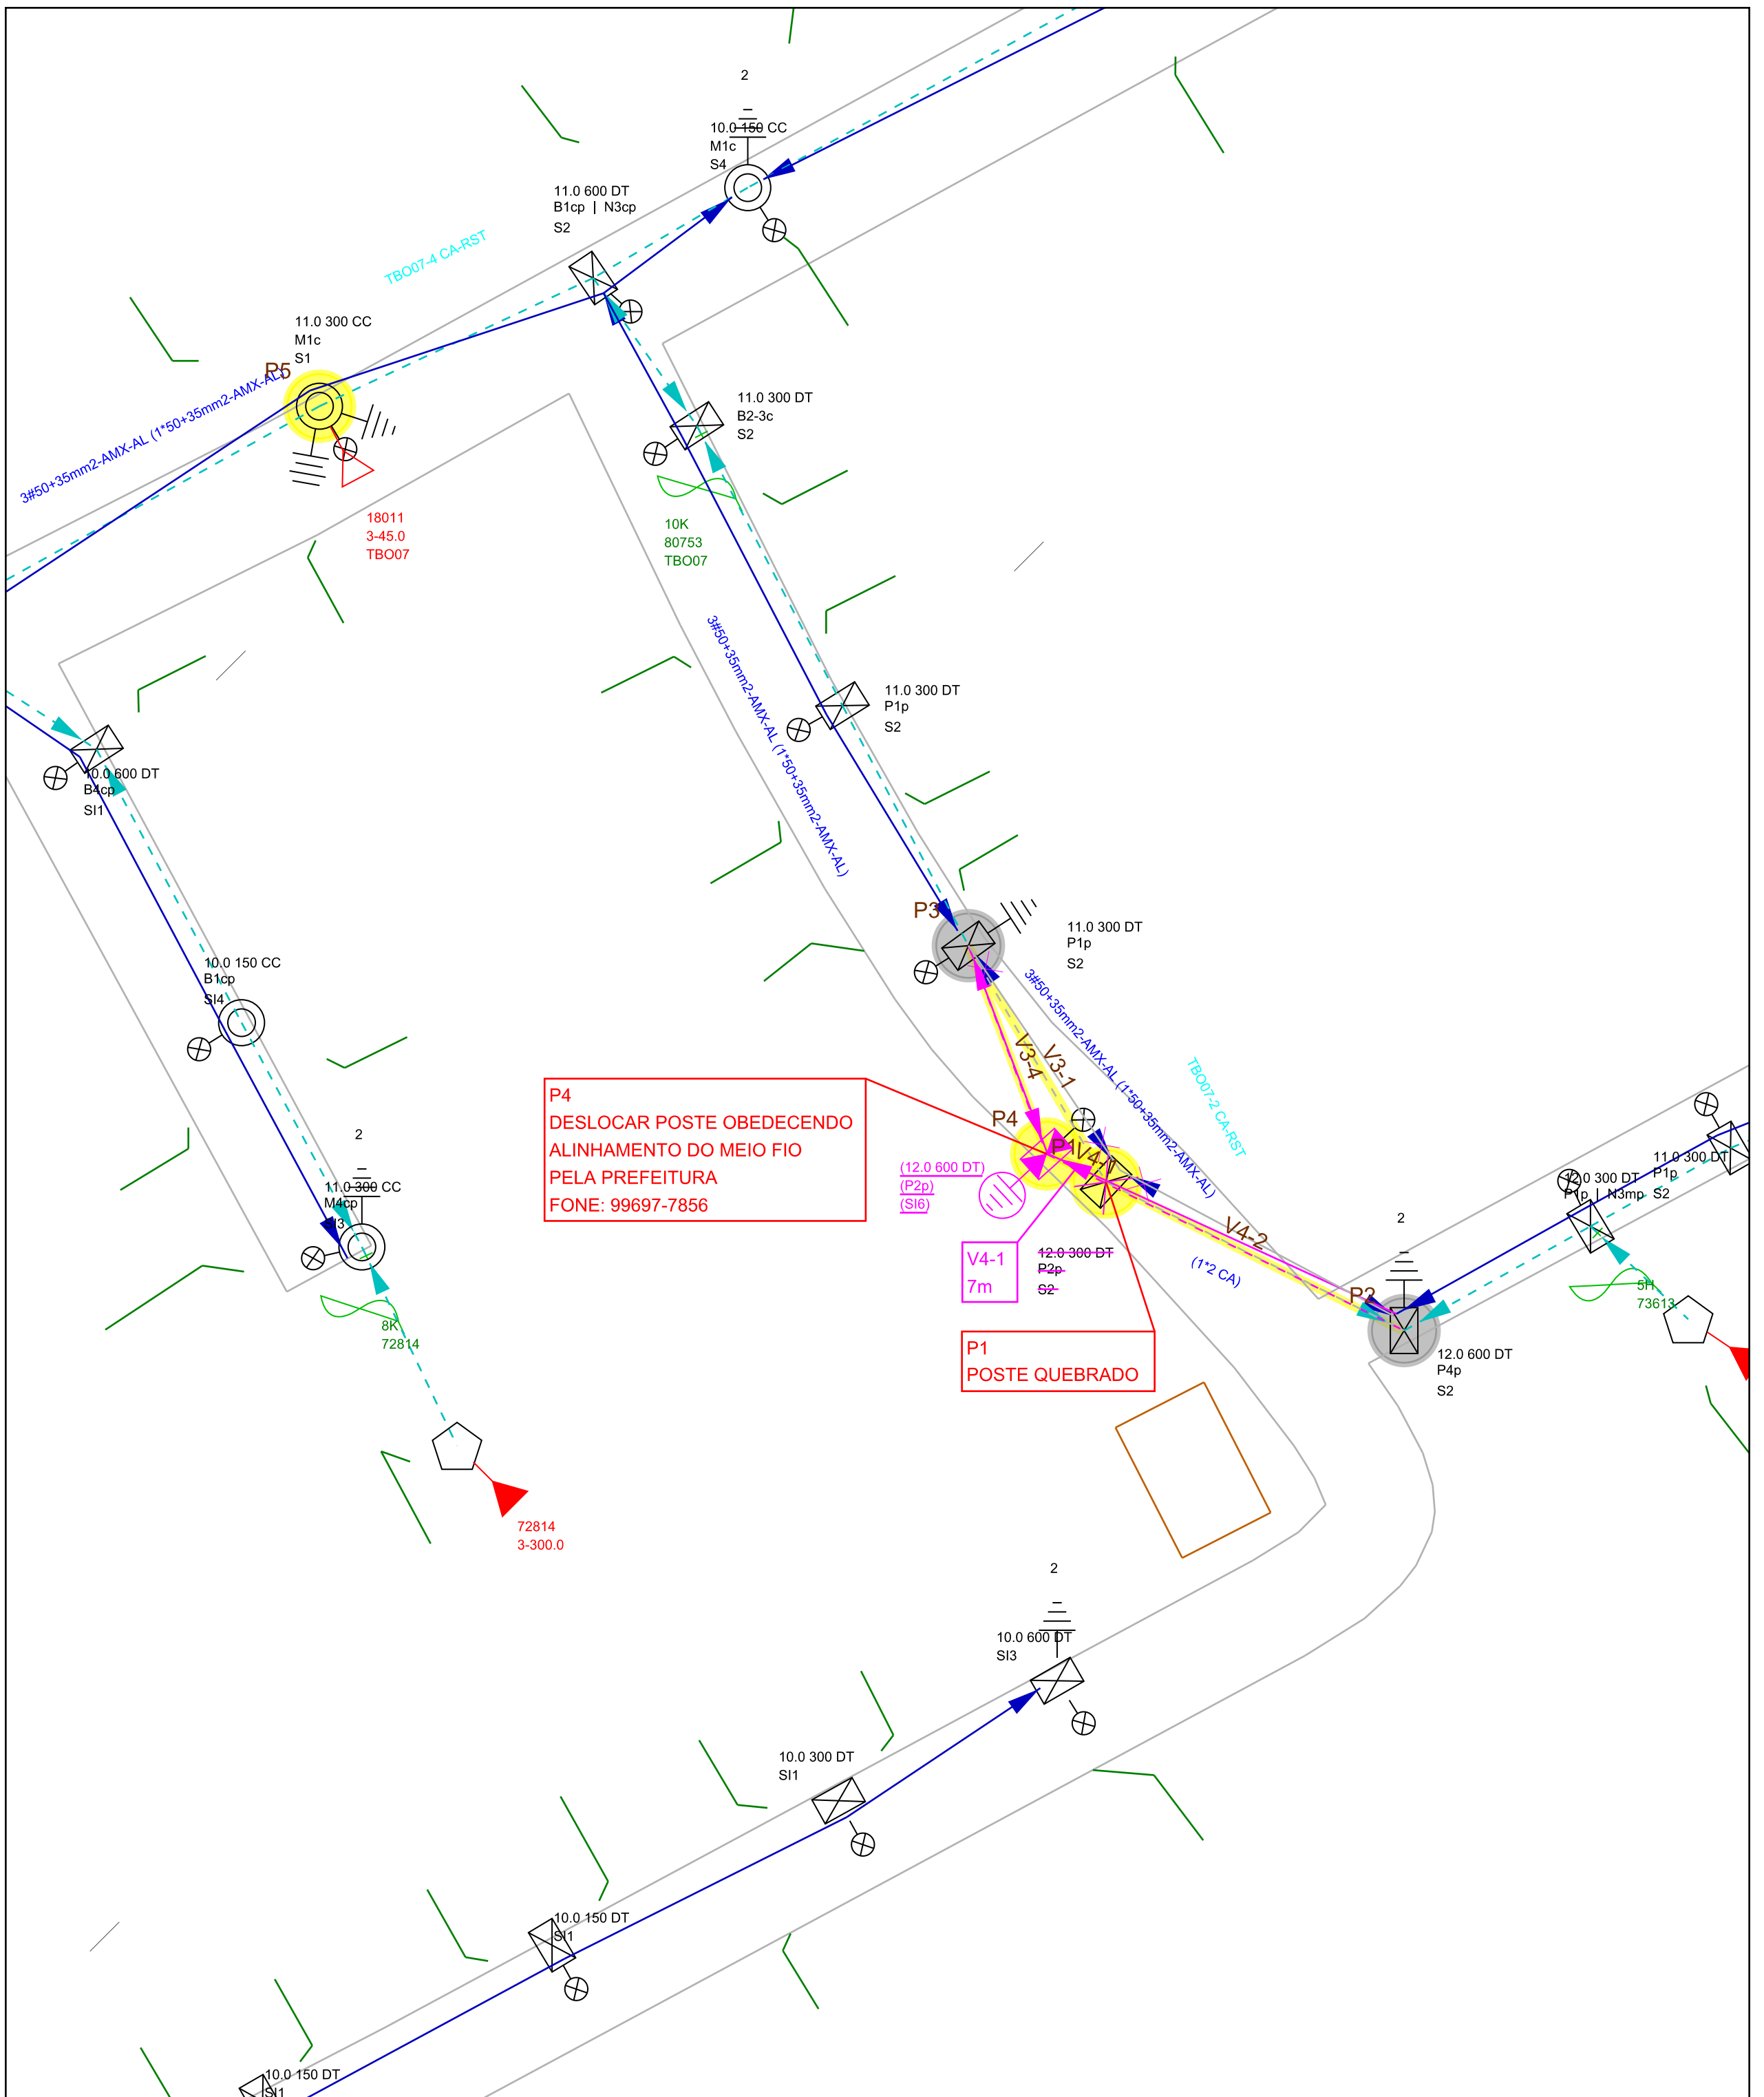 2
10.0 150 CC
M1c
S4
11.0 600 DT
B1cp | N3cp
S2
TBO07-4 CA-RST
11.0 300 CC
M1c
S1
P5
3#50+35mm2-AMX-AL (1*50+35mm2-AMX-AL)
11.0 300 DT
B2-3c
S2
18011
3-45.0
TBO07
10K
80753
TBO07
3#50+35mm2-AMX-AL (1*50+35mm2-AMX-AL)
11.0 300 DT
P1p
S2
10.0 600 DT
B4cp
SI1
P3
11.0 300 DT
P1p
S2
10.0 150 CC
B1cp
SI4
3#50+35mm2-AMX-AL (1*50+35mm2-AMX-AL)
V3-4
V3-1
TBO07-2 CA-RST
P4
DESLOCAR POSTE OBEDECENDO
ALINHAMENTO DO MEIO FIO
PELA PREFEITURA
FONE: 99697-7856
P4
P1
V4-1
(12.0 600 DT)
(P2p)
(SI6)
2
11.0 300 CC
M4cp
SI3
11.0 300 DT
P1p
S2
12.0 300 DT
P1p | N3mp
2
V4-2
(1*2 CA)
V4-1
7m
12.0 300 DT
P2p
S2
P2
5H
73613
8K
72814
P1
POSTE QUEBRADO
12.0 600 DT
P4p
S2
72814
3-300.0
2
10.0 600 DT
SI3
10.0 300 DT
SI1
10.0 150 DT
SI1
10.0 150 DT
SI1